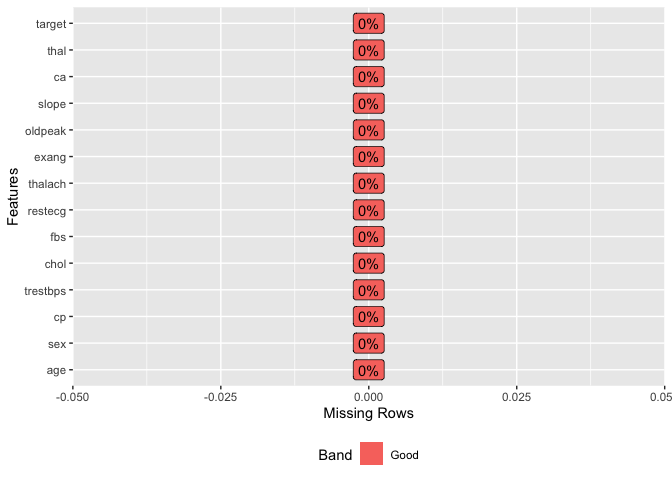 target 0%
thal 0%
ca 0%
slope 0%
oldpeak 0%
exang 0%
thalach 0%
restecg 0%
fbs 0%
chol 0%
trestbps 0%
cp 0%
sex 0%
age 0%
Features
-0.050 -0.025 0.000 0.025 0.05
Missing Rows
Band Good